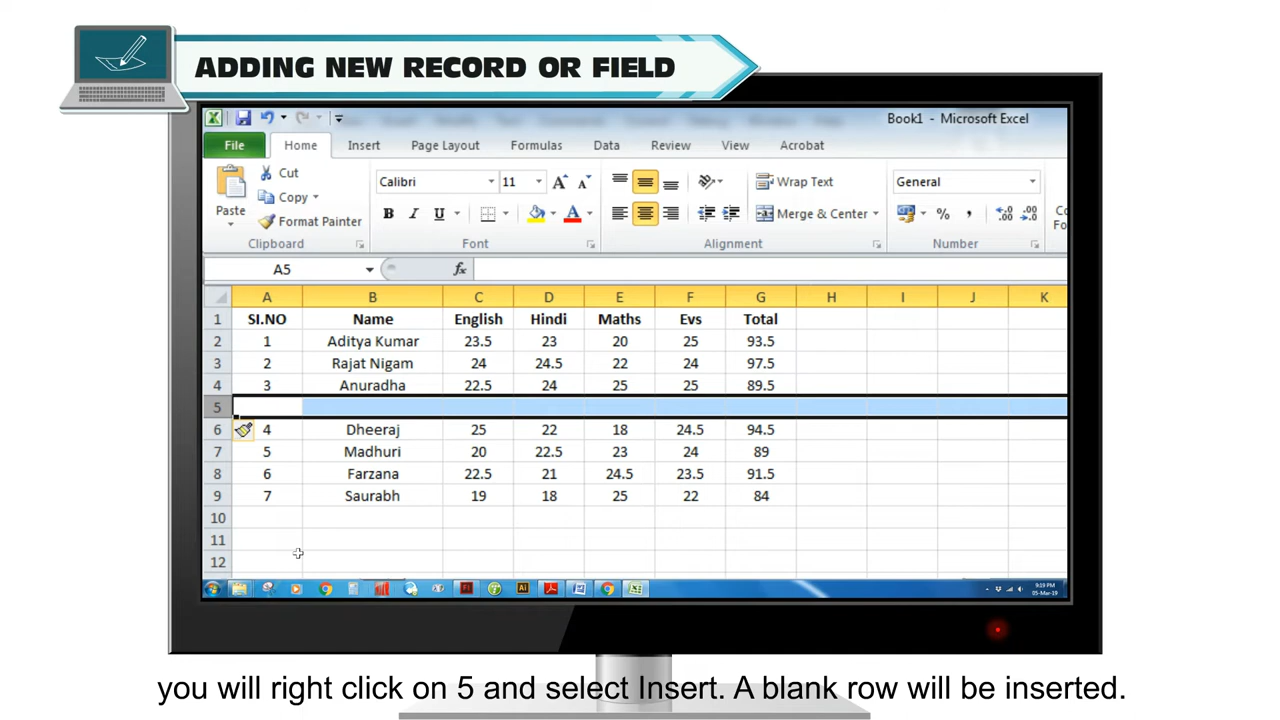 ADDING NEW RECORD OR FIELD
Book1 - Microsoft Excel
File Home Insert Page Layout Formulas Data Review View Acrobat
Cut
Copy
Format Painter
Paste
Clipboard
Calibri 11
B I U A
Font
Wrap Text
Merge & Center
Alignment
General
% ,
Number
A5 fx
A B C D E F G H I J K
1 SI.NO Name English Hindi Maths Evs Total
2 1 Aditya Kumar 23.5 23 20 25 93.5
3 2 Rajat Nigam 24 24.5 22 24 97.5
4 3 Anuradha 22.5 24 25 25 89.5
5
6 4 Dheeraj 25 22 18 24.5 94.5
7 5 Madhuri 20 22.5 23 24 89
8 6 Farzana 22.5 21 24.5 23.5 91.5
9 7 Saurabh 19 18 25 22 84
10
11
12
9:19 PM
05-Mar-19
you will right click on 5 and select Insert. A blank row will be inserted.